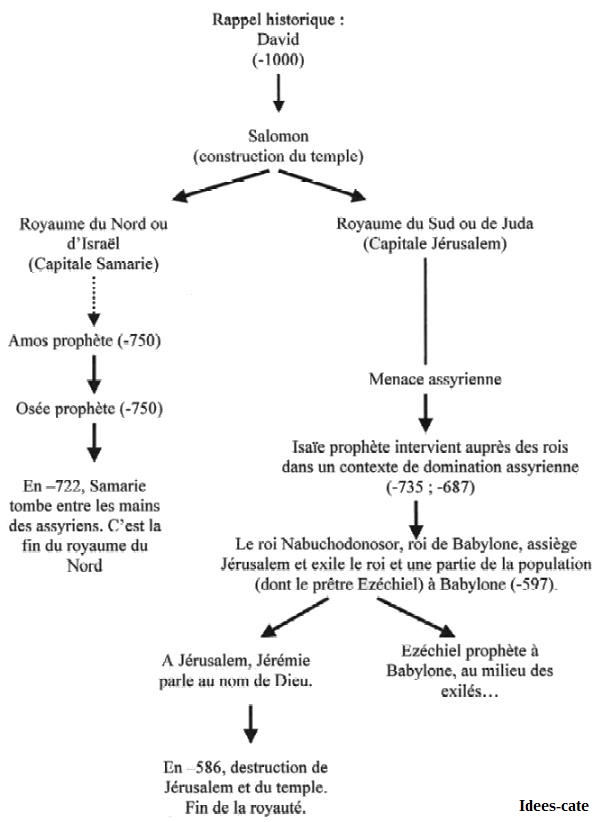 Rappel historique :
David
(-1000)
Salomon
(construction du temple)
Royaume du Nord ou
d'Israël
(Capitale Samarie)
Amos prophète (-750)
Osée prophète (-750)
En –722, Samarie
tombe entre les mains
des assyriens. C'est la
fin du royaume du
Nord
Royaume du Sud ou de Juda
(Capitale Jérusalem)
Menace assyrienne
Isaïe prophète intervient auprès des rois
dans un contexte de domination assyrienne
(-735 ; -687)
Le roi Nabuchodonosor, roi de Babylone, assiège
Jérusalem et exile le roi et une partie de la population
(dont le prêtre Ezéchiel) à Babylone (-597).
A Jérusalem, Jérémie
parle au nom de Dieu.
En –586, destruction de
Jérusalem et du temple.
Fin de la royauté.
Ezéchiel prophète à
Babylone, au milieu des
exilés…
Idees-cate